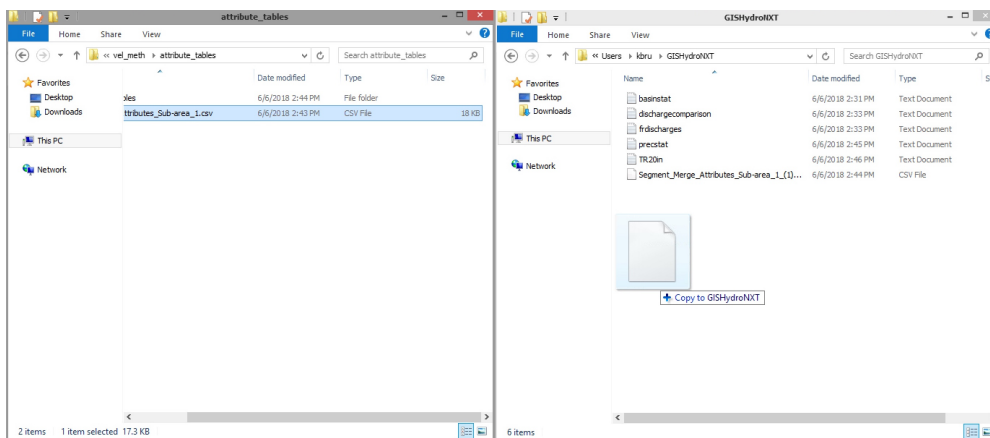 attribute_tables
File Home Share View
« vel_meth ▸ attribute_tables
Search attribute_tables
Date modified Type Size
Favorites
Desktop
Downloads
This PC
Network
bles 6/6/2018 2:44 PM File folder
ttributes_Sub-area_1.csv 6/6/2018 2:43 PM CSV File 18 KB
2 items 1 item selected 17.3 KB
GISHydroNXT
File Home Share View
« Users ▸ kbru ▸ GISHydroNXT
Search GISHydroNXT
Name Date modified Type S
Favorites
Desktop
Downloads
This PC
Network
basinstat 6/6/2018 2:31 PM Text Document
dischargecomparison 6/6/2018 2:33 PM Text Document
frdischarges 6/6/2018 2:33 PM Text Document
precstat 6/6/2018 2:45 PM Text Document
TR20in 6/6/2018 2:46 PM Text Document
Segment_Merge_Attributes_Sub-area_1_(1)... 6/6/2018 2:44 PM CSV File
Copy to GISHydroNXT
6 items